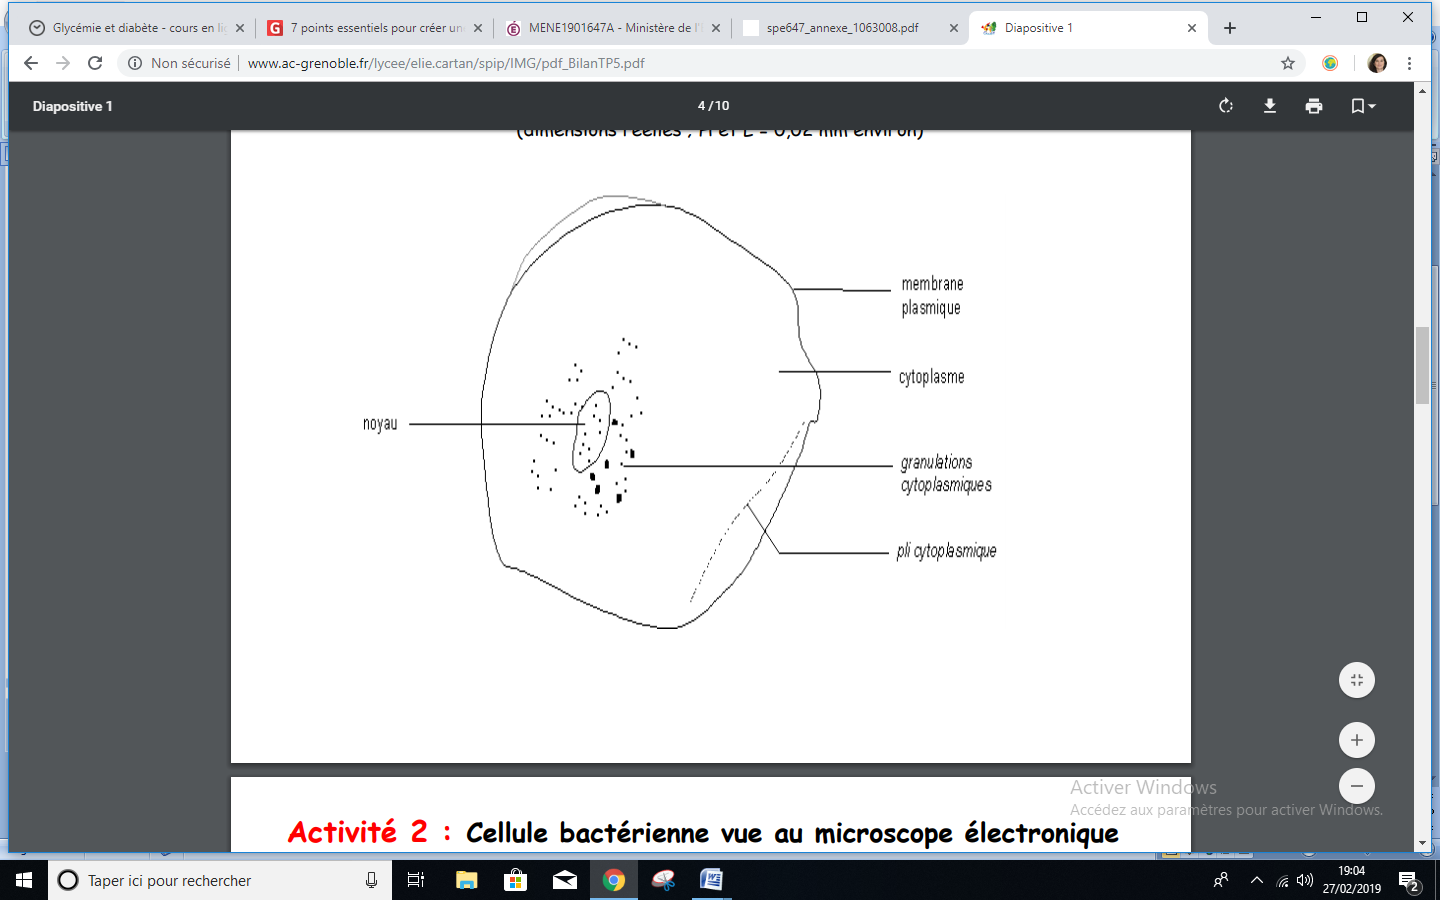 Glycémie et diabète - cours en li
7 points essentiels pour créer un
MENE1901647A - Ministère de l'
spe647_annexe_1063008.pdf
Diapositive 1
Non sécurisé | www.ac-grenoble.fr/lycee/elie.cartan/spip/IMG/pdf_BilanTP5.pdf
Diapositive 1
4 / 10
membrane
plasmique
cytoplasme
noyau
granulations
cytoplasmiques
pli cytoplasmique
Activer Windows
Accédez aux paramètres pour activer Windows.
Activité 2 : Cellule bactérienne vue au microscope électronique
Taper ici pour rechercher
19:04
27/02/2019
2